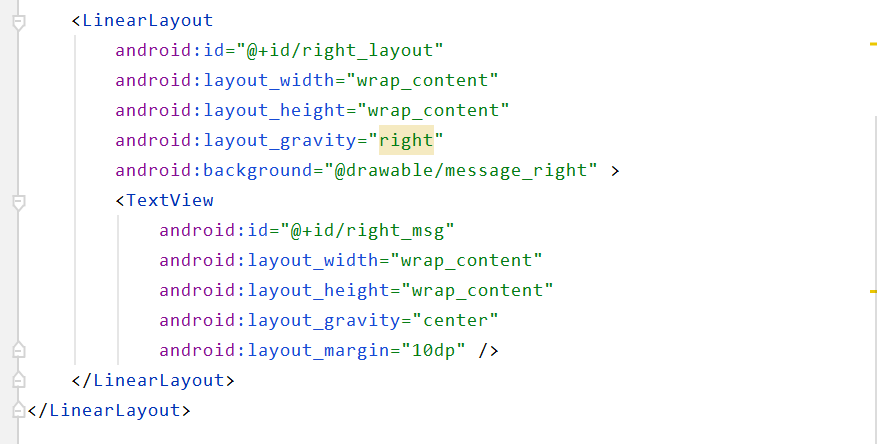 <LinearLayout
android:id="@+id/right_layout"
android:layout_width="wrap_content"
android:layout_height="wrap_content"
android:layout_gravity="right"
android:background="@drawable/message_right" >
<TextView
android:id="@+id/right_msg"
android:layout_width="wrap_content"
android:layout_height="wrap_content"
android:layout_gravity="center"
android:layout_margin="10dp" />
</LinearLayout>
</LinearLayout>